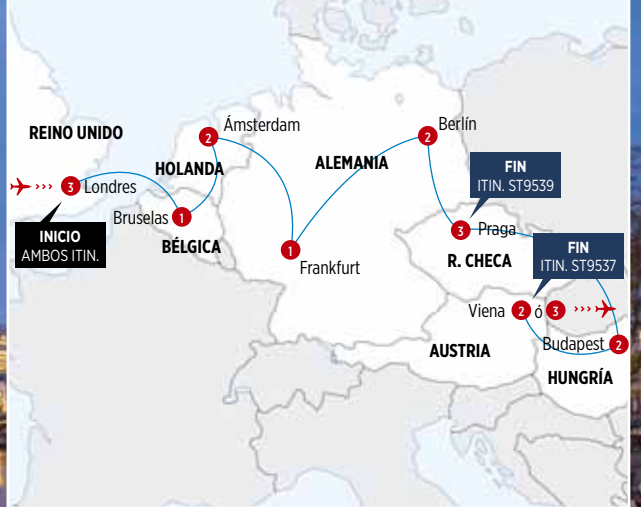 REINO UNIDO
2 Ámsterdam
2 Berlín
HOLANDA
ALEMANIA
3 Londres
FIN
ITIN. ST9539
Bruselas 1
BÉLGICA
INICIO
AMBOS ITIN.
3 Praga
R. CHECA
FIN
ITIN. ST9537
1
Frankfurt
Viena 2 ó 3
Budapest 2
AUSTRIA
HUNGRÍA